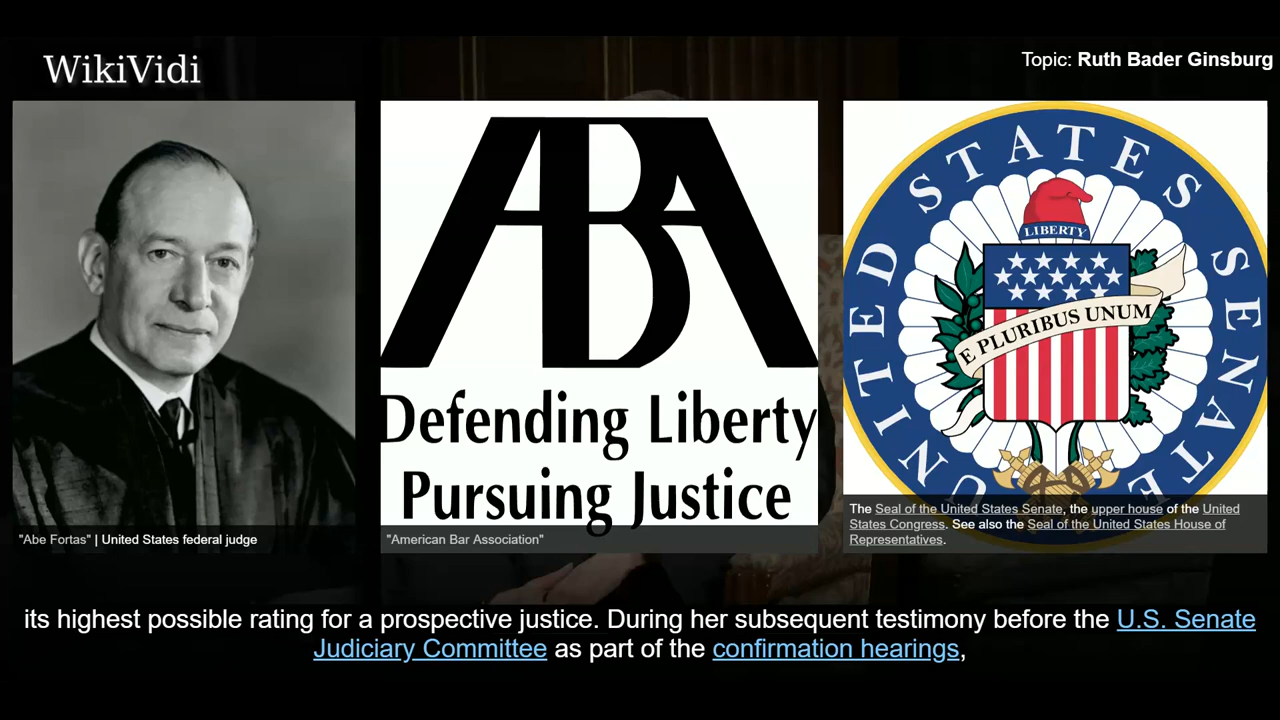 WikiVidi
Topic: Ruth Bader Ginsburg
ABA
Defending Liberty
Pursuing Justice
UNITED STATES SENATE
LIBERTY
E PLURIBUS UNUM
"Abe Fortas" | United States federal judge
"American Bar Association"
The Seal of the United States Senate, the upper house of the United
States Congress. See also the Seal of the United States House of
Representatives.
its highest possible rating for a prospective justice. During her subsequent testimony before the U.S. Senate
Judiciary Committee as part of the confirmation hearings,